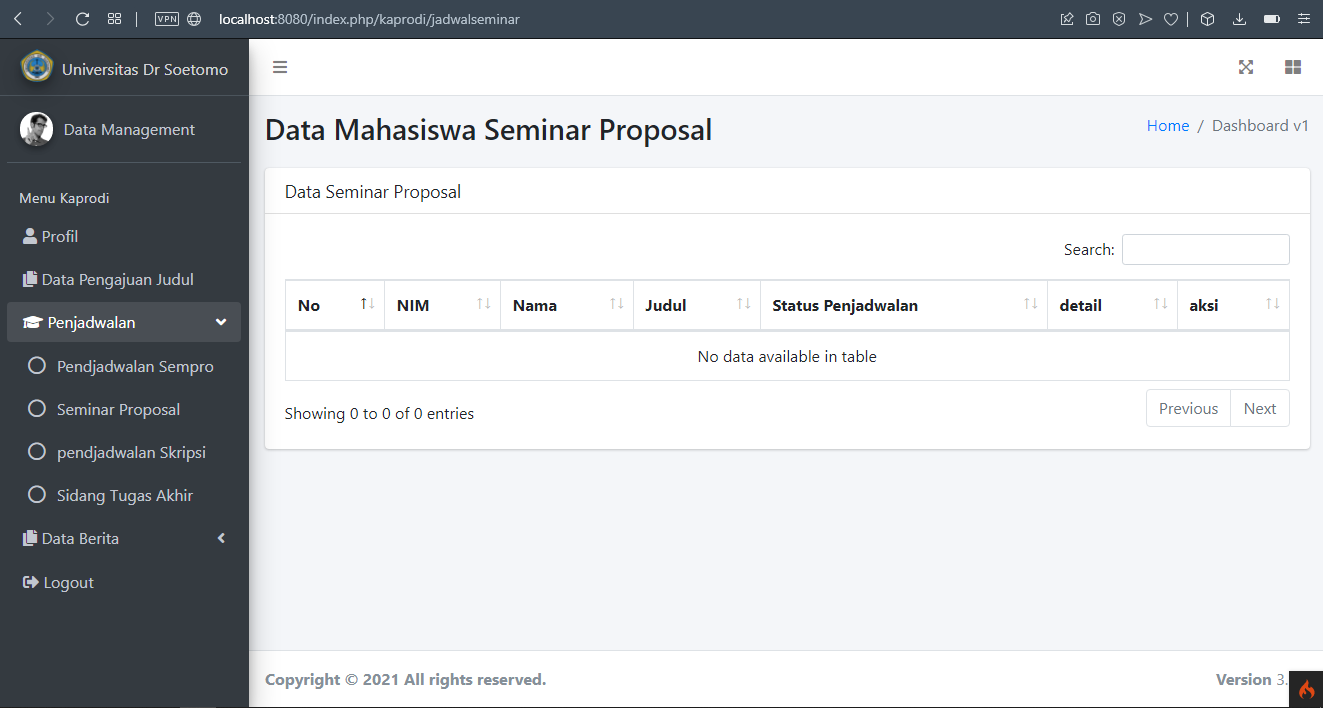 VPN
localhost:8080/index.php/kaprodi/jadwalseminar
Universitas Dr Soetomo
Data Management
Menu Kaprodi
Profil
Data Pengajuan Judul
Penjadwalan
Pendjadwalan Sempro
Seminar Proposal
pendjadwalan Skripsi
Sidang Tugas Akhir
Data Berita
Logout
Data Mahasiswa Seminar Proposal
Home / Dashboard v1
Data Seminar Proposal
Search:
No NIM Nama Judul Status Penjadwalan detail aksi
No data available in table
Showing 0 to 0 of 0 entries
Previous Next
Copyright © 2021 All rights reserved.
Version 3.